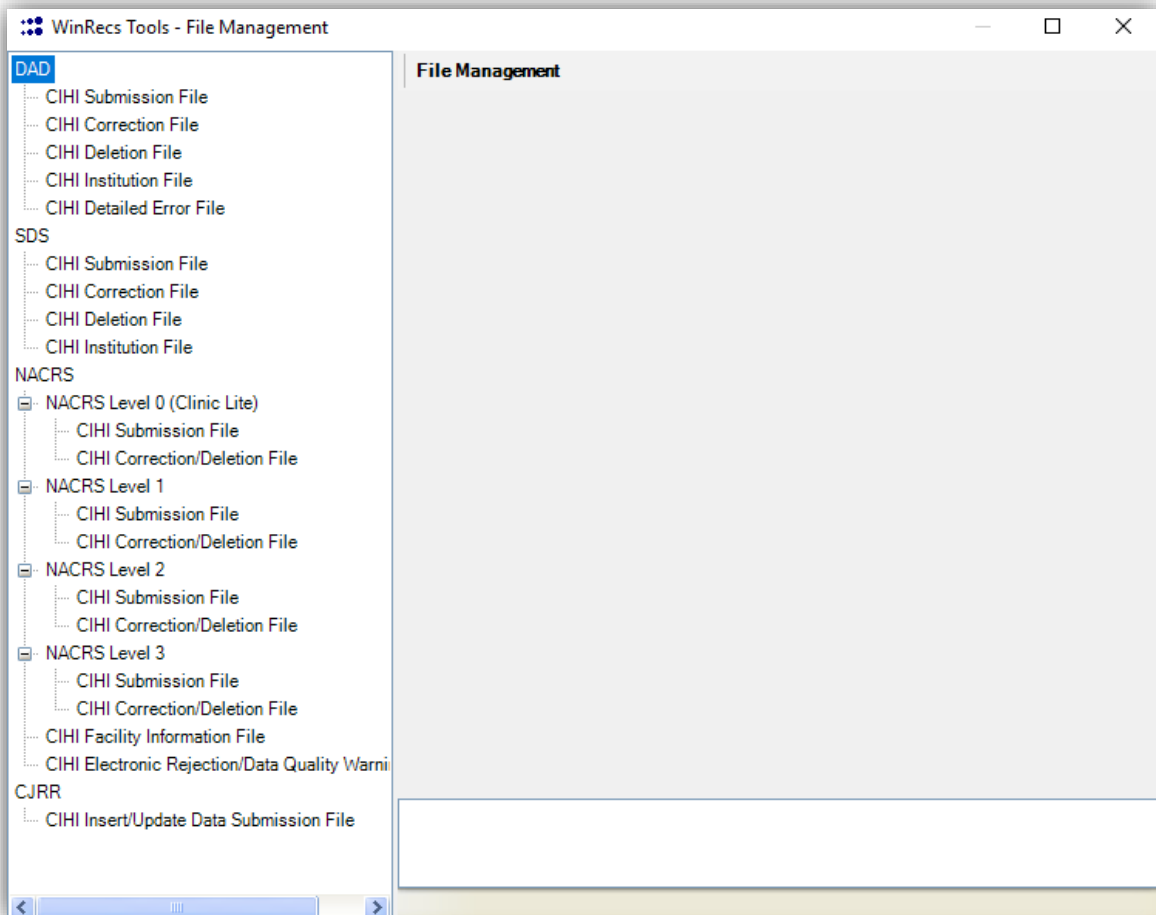 WinRecs Tools - File Management
DAD
CIHI Submission File
CIHI Correction File
CIHI Deletion File
CIHI Institution File
CIHI Detailed Error File
SDS
CIHI Submission File
CIHI Correction File
CIHI Deletion File
CIHI Institution File
NACRS
NACRS Level 0 (Clinic Lite)
CIHI Submission File
CIHI Correction/Deletion File
NACRS Level 1
CIHI Submission File
CIHI Correction/Deletion File
NACRS Level 2
CIHI Submission File
CIHI Correction/Deletion File
NACRS Level 3
CIHI Submission File
CIHI Correction/Deletion File
CIHI Facility Information File
CIHI Electronic Rejection/Data Quality Warni
CJRR
CIHI Insert/Update Data Submission File
File Management